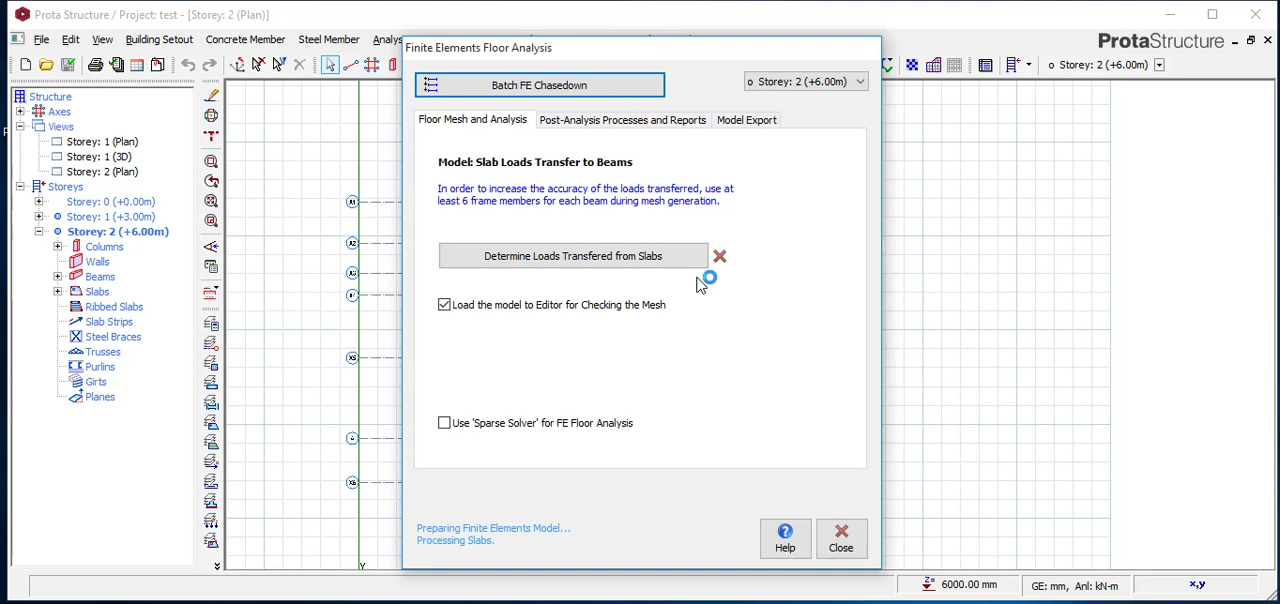 Prota Structure / Project: test - [Storey: 2 (Plan)]
File Edit View Building Setout Concrete Member Steel Member Analys
ProtaStructure
Storey: 2 (+6.00m)
Structure
Axes
Views
Storey: 1 (Plan)
Storey: 1 (3D)
Storey: 2 (Plan)
Storeys
Storey: 0 (+0.00m)
Storey: 1 (+3.00m)
Storey: 2 (+6.00m)
Columns
Walls
Beams
Slabs
Ribbed Slabs
Slab Strips
Steel Braces
Trusses
Purlins
Girts
Planes
Finite Elements Floor Analysis
Batch FE Chasedown
o Storey: 2 (+6.00m)
Floor Mesh and Analysis Post-Analysis Processes and Reports Model Export
Model: Slab Loads Transfer to Beams
In order to increase the accuracy of the loads transferred, use at
least 6 frame members for each beam during mesh generation.
Determine Loads Transfered from Slabs
Load the model to Editor for Checking the Mesh
Use 'Sparse Solver' for FE Floor Analysis
Preparing Finite Elements Model...
Processing Slabs.
Help
Close
Y
Z= 6000.00 mm
GE: mm, Anl: kN-m
x,y